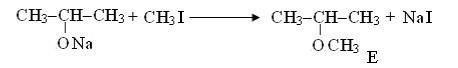 CH₃–CH–CH₃ + CH₃I ⟶ CH₃–CH–CH₃ + NaI
ONa OCH₃
E